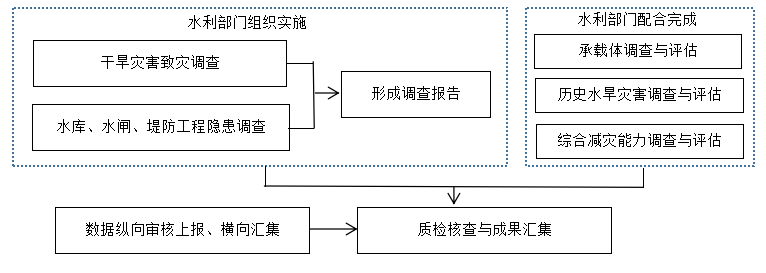 水利部门组织实施
干旱灾害致灾调查
水库、水闸、堤防工程隐患调查
形成调查报告
水利部门配合完成
承载体调查与评估
历史水旱灾害调查与评估
综合减灾能力调查与评估
数据纵向审核上报、横向汇集
质检核查与成果汇集